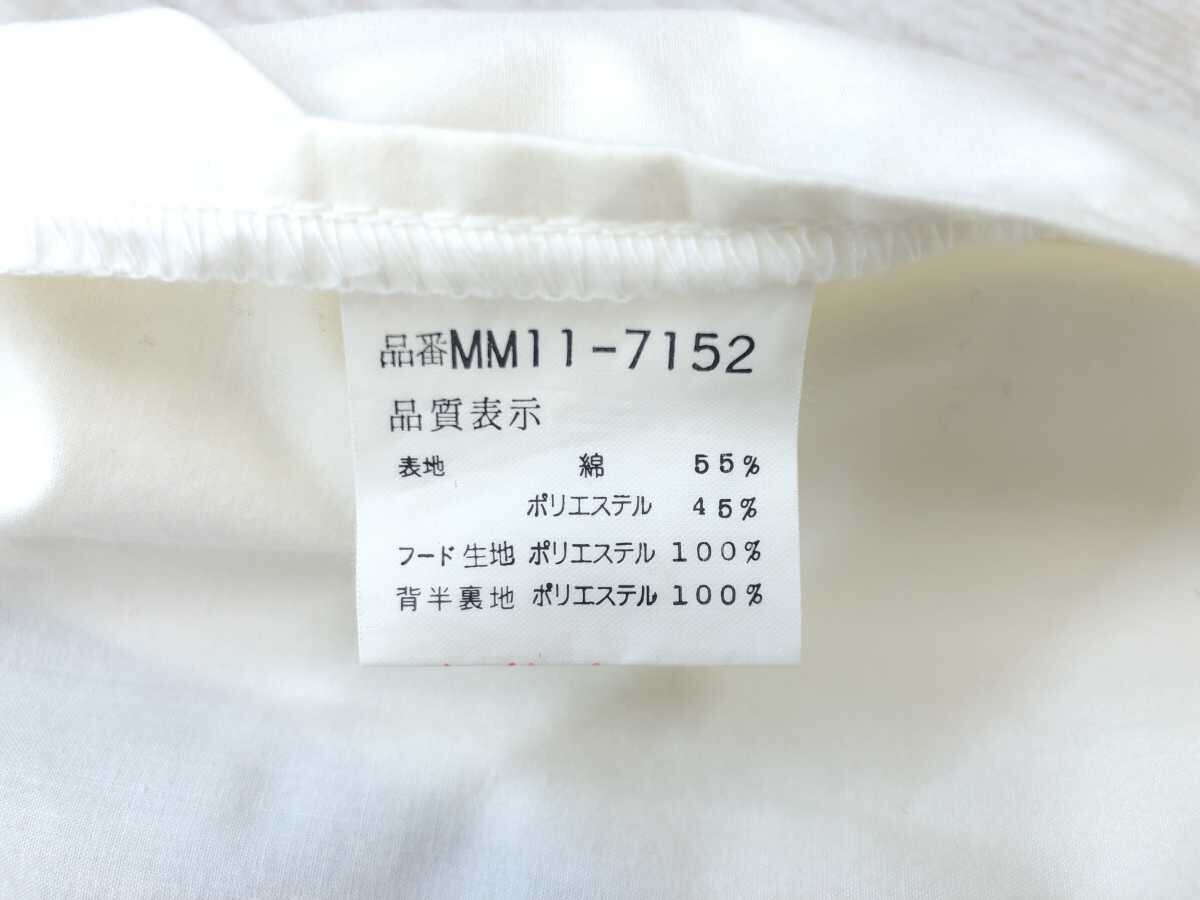 品番MM11-7152
品質表示
表地 綿 55%
ポリエステル 45%
フード生地 ポリエステル 100%
背半裏地 ポリエステル 100%